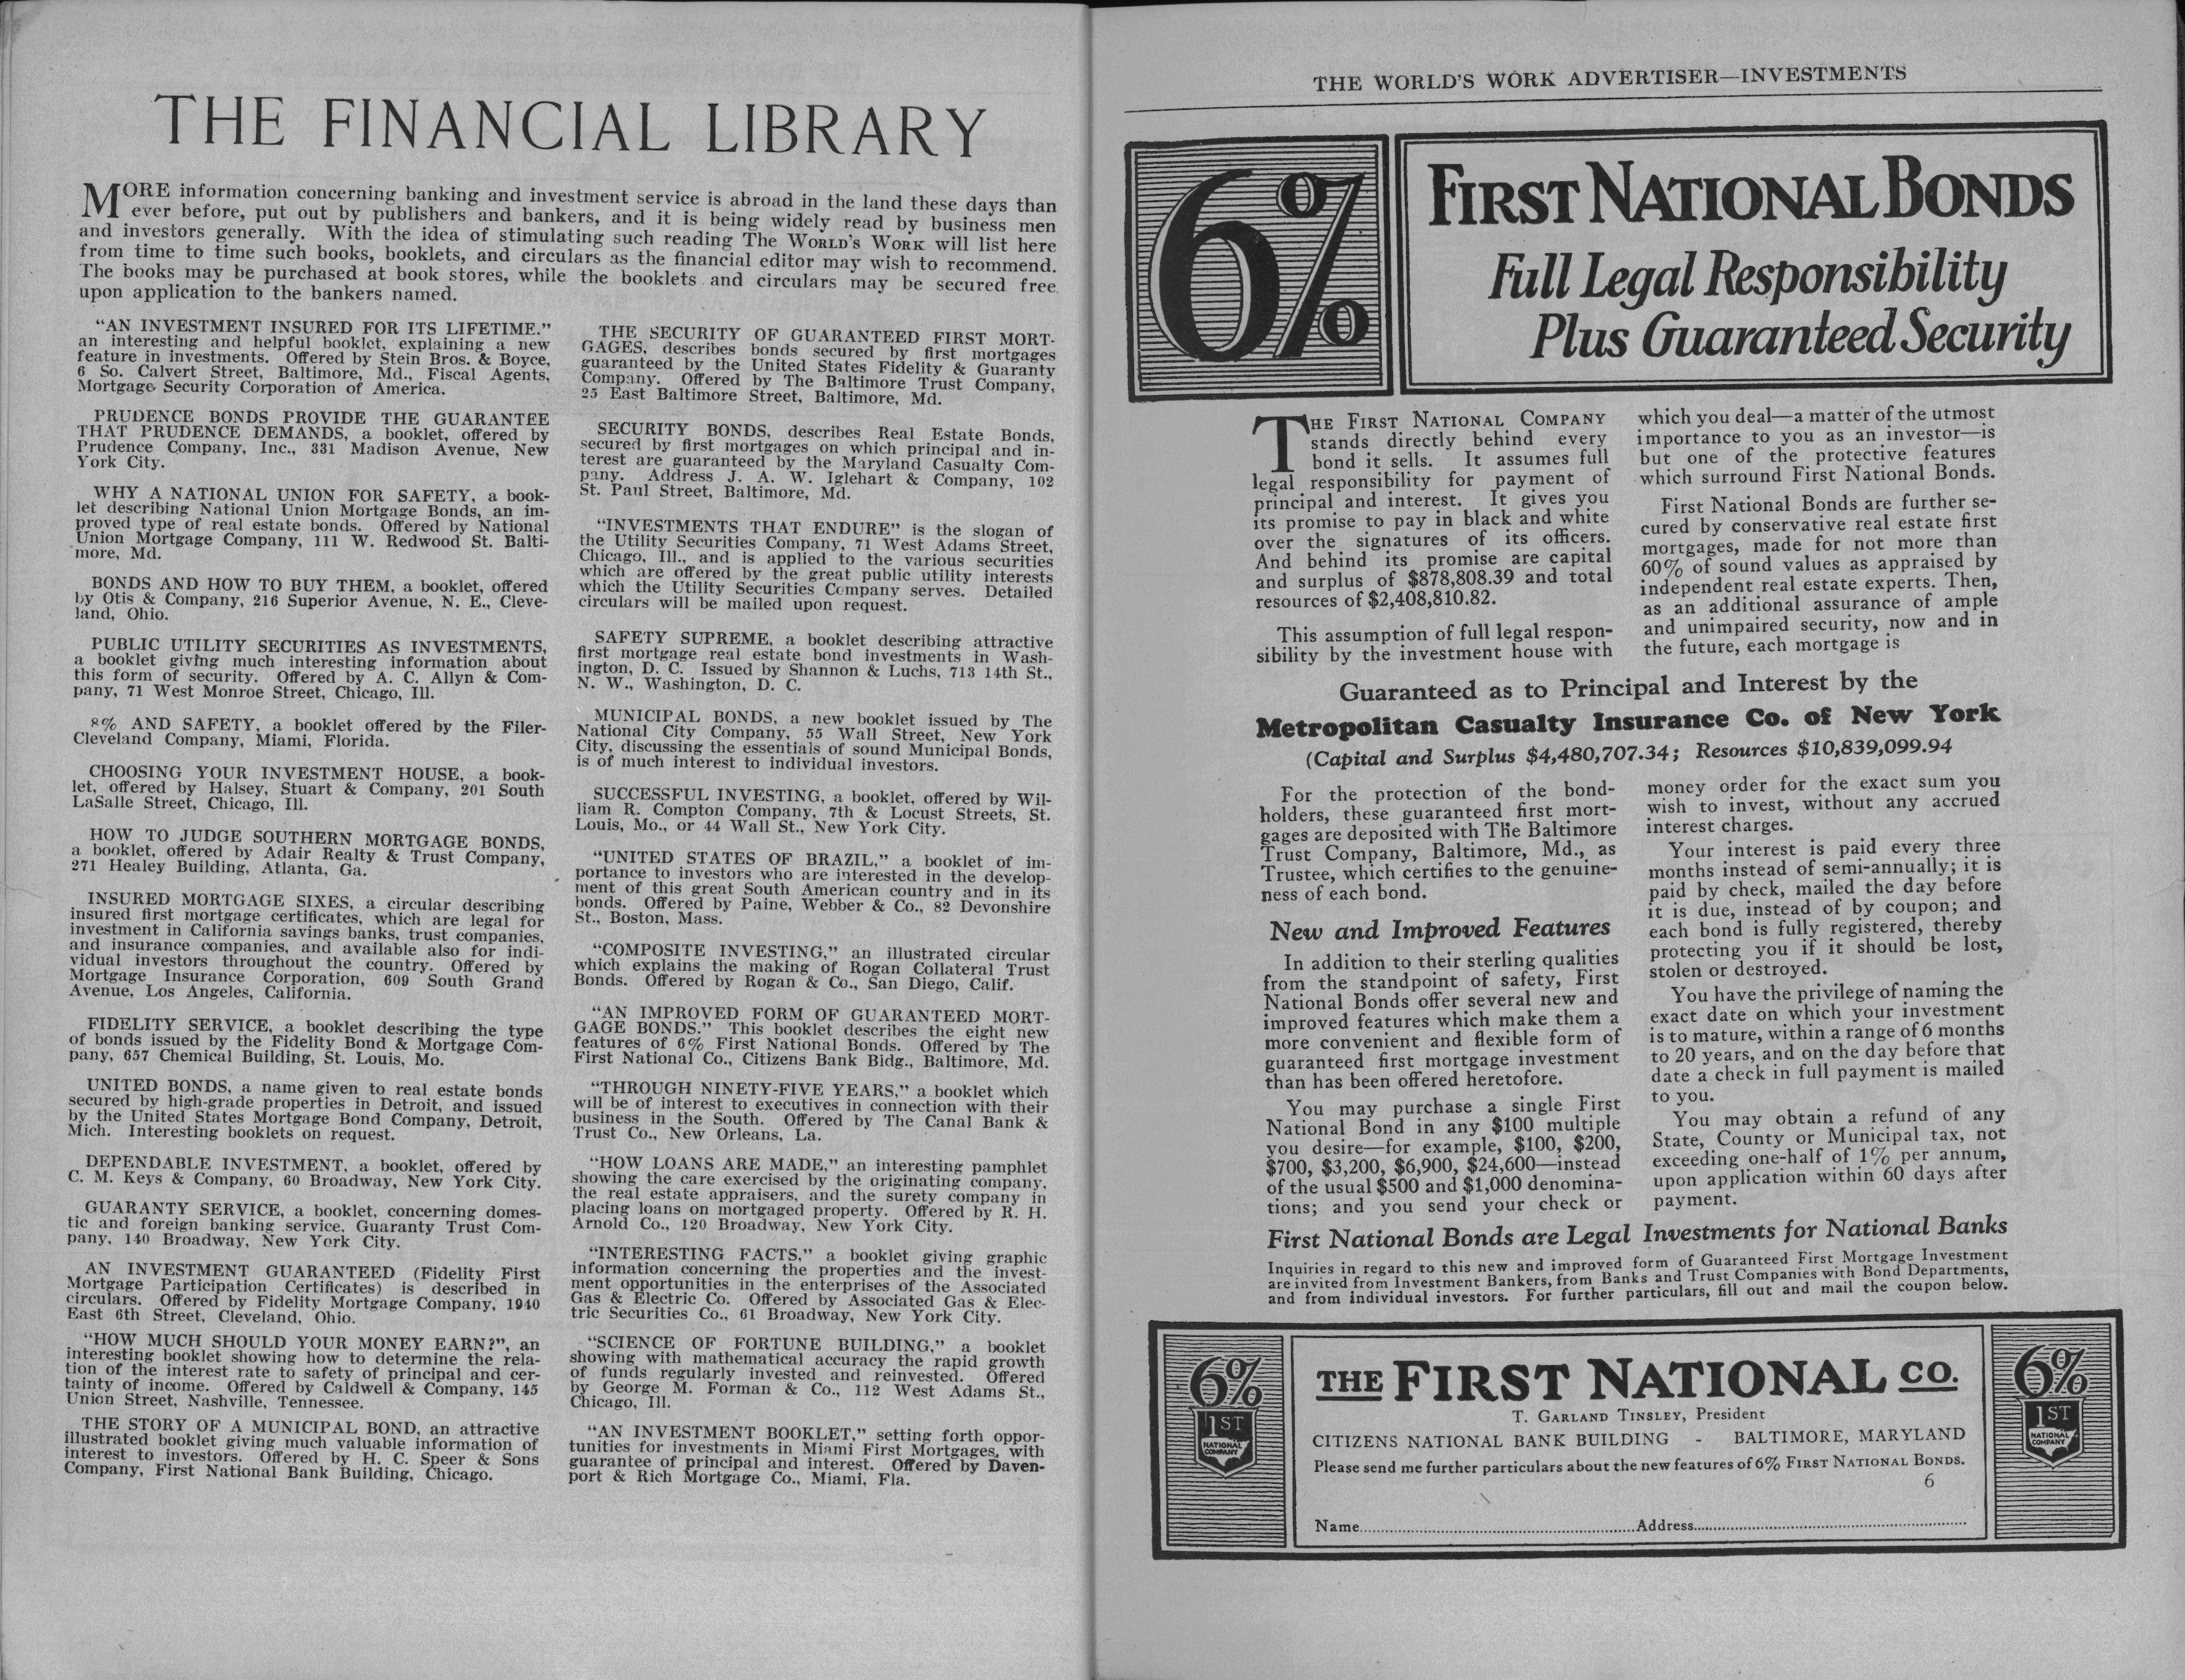 THE FINANCIAL LIBRARY
MORE information concerning banking and investment service is abroad in the land these days than
ever before, put out by publishers and bankers, and it is being widely read by business men
and investors generally. With the idea of stimulating such reading The WORLD'S WORK will list here
from time to time such books, booklets, and circulars as the financial editor may wish to recommend.
The books may be purchased at book stores, while the booklets and circulars may be secured free
upon application to the bankers named.
"AN INVESTMENT INSURED FOR ITS LIFETIME."
an interesting and helpful booklet, explaining a new
feature in investments. Offered by Stein Bros. & Boyce,
6 So. Calvert Street, Baltimore, Md., Fiscal Agents,
Mortgage Security Corporation of America.
PRUDENCE BONDS PROVIDE THE GUARANTEE
THAT PRUDENCE DEMANDS, a booklet, offered by
Prudence Company, Inc., 331 Madison Avenue, New
York City.
WHY A NATIONAL UNION FOR SAFETY, a book-
let describing National Union Mortgage Bonds, an im-
proved type of real estate bonds. Offered by National
Union Mortgage Company, 111 W. Redwood St. Balti-
more, Md.
BONDS AND HOW TO BUY THEM, a booklet, offered
by Otis & Company, 216 Superior Avenue, N. E., Cleve-
land, Ohio.
PUBLIC UTILITY SECURITIES AS INVESTMENTS,
a booklet giving much interesting information about
this form of security. Offered by A. C. Allyn & Com-
pany, 71 West Monroe Street, Chicago, Ill.
8% AND SAFETY, a booklet offered by the Filer-
Cleveland Company, Miami, Florida.
CHOOSING YOUR INVESTMENT HOUSE, a book-
let, offered by Halsey, Stuart & Company, 201 South
LaSalle Street, Chicago, Ill.
HOW TO JUDGE SOUTHERN MORTGAGE BONDS,
a booklet, offered by Adair Realty & Trust Company,
271 Healey Building, Atlanta, Ga.
INSURED MORTGAGE SIXES, a circular describing
insured first mortgage certificates, which are legal for
investment in California savings banks, trust companies,
and insurance companies, and available also for indi-
vidual investors throughout the country. Offered by
Mortgage Insurance Corporation, 609 South Grand
Avenue, Los Angeles, California.
FIDELITY SERVICE, a booklet describing the type
of bonds issued by the Fidelity Bond & Mortgage Com-
pany, 657 Chemical Building, St. Louis, Mo.
UNITED BONDS, a name given to real estate bonds
secured by high-grade properties in Detroit, and issued
by the United States Mortgage Bond Company, Detroit,
Mich. Interesting booklets on request.
DEPENDABLE INVESTMENT, a booklet, offered by
C. M. Keys & Company, 60 Broadway, New York City.
GUARANTY SERVICE, a booklet, concerning domes-
tic and foreign banking service, Guaranty Trust Com-
pany, 140 Broadway, New York City.
AN INVESTMENT GUARANTEED (Fidelity First
Mortgage Participation Certificates) is described in
circulars. Offered by Fidelity Mortgage Company, 1940
East 6th Street, Cleveland, Ohio.
"HOW MUCH SHOULD YOUR MONEY EARN?", an
interesting booklet showing how to determine the rela-
tion of the interest rate to safety of principal and cer-
tainty of income. Offered by Caldwell & Company, 145
Union Street, Nashville, Tennessee.
THE STORY OF A MUNICIPAL BOND, an attractive
illustrated booklet giving much valuable information of
interest to investors. Offered by H. C. Speer & Sons
Company, First National Bank Building, Chicago.
THE SECURITY OF GUARANTEED FIRST MORT-
GAGES, describes bonds secured by first mortgages
guaranteed by the United States Fidelity & Guaranty
Company. Offered by The Baltimore Trust Company,
25 East Baltimore Street, Baltimore, Md.
SECURITY BONDS, describes Real Estate Bonds,
secured by first mortgages on which principal and in-
terest are guaranteed by the Maryland Casualty Com-
pany. Address J. A. W. Iglehart & Company, 102
St. Paul Street, Baltimore, Md.
"INVESTMENTS THAT ENDURE" is the slogan of
the Utility Securities Company, 71 West Adams Street,
Chicago, Ill., and is applied to the various securities
which are offered by the great public utility interests
which the Utility Securities Company serves. Detailed
circulars will be mailed upon request.
SAFETY SUPREME, a booklet describing attractive
first mortgage real estate bond investments in Wash-
ington, D. C. Issued by Shannon & Luchs, 713 14th St.,
N. W., Washington, D. C.
MUNICIPAL BONDS, a new booklet issued by The
National City Company, 55 Wall Street, New York
City, discussing the essentials of sound Municipal Bonds,
is of much interest to individual investors.
SUCCESSFUL INVESTING, a booklet, offered by Wil-
liam R. Compton Company, 7th & Locust Streets, St.
Louis, Mo., or 44 Wall St., New York City.
"UNITED STATES OF BRAZIL," a booklet of im-
portance to investors who are interested in the develop-
ment of this great South American country and in its
bonds. Offered by Paine, Webber & Co., 82 Devonshire
St., Boston, Mass.
"COMPOSITE INVESTING," an illustrated circular
which explains the making of Rogan Collateral Trust
Bonds. Offered by Rogan & Co., San Diego, Calif.
"AN IMPROVED FORM OF GUARANTEED MORT-
GAGE BONDS." This booklet describes the eight new
features of 6% First National Bonds. Offered by The
First National Co., Citizens Bank Bldg., Baltimore, Md.
"THROUGH NINETY-FIVE YEARS," a booklet which
will be of interest to executives in connection with their
business in the South. Offered by The Canal Bank &
Trust Co., New Orleans, La.
"HOW LOANS ARE MADE," an interesting pamphlet
showing the care exercised by the originating company,
the real estate appraisers, and the surety company in
placing loans on mortgaged property. Offered by R. H.
Arnold Co., 120 Broadway, New York City.
"INTERESTING FACTS," a booklet giving graphic
information concerning the properties and the invest-
ment opportunities in the enterprises of the Associated
Gas & Electric Co. Offered by Associated Gas & Elec-
tric Securities Co., 61 Broadway, New York City.
"SCIENCE OF FORTUNE BUILDING," a booklet
showing with mathematical accuracy the rapid growth
of funds regularly invested and reinvested. Offered
by George M. Forman & Co., 112 West Adams St.,
Chicago, Ill.
"AN INVESTMENT BOOKLET," setting forth oppor-
tunities for investments in Miami First Mortgages, with
guarantee of principal and interest. Offered by Daven-
port & Rich Mortgage Co., Miami, Fla.
THE WORLD'S WORK ADVERTISER—INVESTMENTS
6%
FIRST NATIONAL BONDS
Full Legal Responsibility
Plus Guaranteed Security
THE FIRST NATIONAL COMPANY
stands directly behind every
bond it sells. It assumes full
legal responsibility for payment of
principal and interest. It gives you
its promise to pay in black and white
over the signatures of its officers.
And behind its promise are capital
and surplus of $878,808.39 and total
resources of $2,408,810.82.
This assumption of full legal respon-
sibility by the investment house with
which you deal—a matter of the utmost
importance to you as an investor—is
but one of the protective features
which surround First National Bonds.
First National Bonds are further se-
cured by conservative real estate first
mortgages, made for not more than
60% of sound values as appraised by
independent real estate experts. Then,
as an additional assurance of ample
and unimpaired security, now and in
the future, each mortgage is
Guaranteed as to Principal and Interest by the
Metropolitan Casualty Insurance Co. of New York
(Capital and Surplus $4,480,707.34; Resources $10,839,099.94
For the protection of the bond-
holders, these guaranteed first mort-
gages are deposited with The Baltimore
Trust Company, Baltimore, Md., as
Trustee, which certifies to the genuine-
ness of each bond.
New and Improved Features
In addition to their sterling qualities
from the standpoint of safety, First
National Bonds offer several new and
improved features which make them a
more convenient and flexible form of
guaranteed first mortgage investment
than has been offered heretofore.
You may purchase a single First
National Bond in any $100 multiple
you desire—for example, $100, $200,
$700, $3,200, $6,900, $24,600—instead
of the usual $500 and $1,000 denomina-
tions; and you send your check or
money order for the exact sum you
wish to invest, without any accrued
interest charges.
Your interest is paid every three
months instead of semi-annually; it is
paid by check, mailed the day before
it is due, instead of by coupon; and
each bond is fully registered, thereby
protecting you if it should be lost,
stolen or destroyed.
You have the privilege of naming the
exact date on which your investment
is to mature, within a range of 6 months
to 20 years, and on the day before that
date a check in full payment is mailed
to you.
You may obtain a refund of any
State, County or Municipal tax, not
exceeding one-half of 1% per annum,
upon application within 60 days after
payment.
First National Bonds are Legal Investments for National Banks
Inquiries in regard to this new and improved form of Guaranteed First Mortgage Investment
are invited from Investment Bankers, from Banks and Trust Companies with Bond Departments,
and from individual investors. For further particulars, fill out and mail the coupon below.
6%
1ST
NATIONAL
COMPANY
THE FIRST NATIONAL CO.
T. GARLAND TINSLEY, President
CITIZENS NATIONAL BANK BUILDING - BALTIMORE, MARYLAND
Please send me further particulars about the new features of 6% FIRST NATIONAL BONDS.
6
Name..........Address..........
6%
1ST
NATIONAL
COMPANY